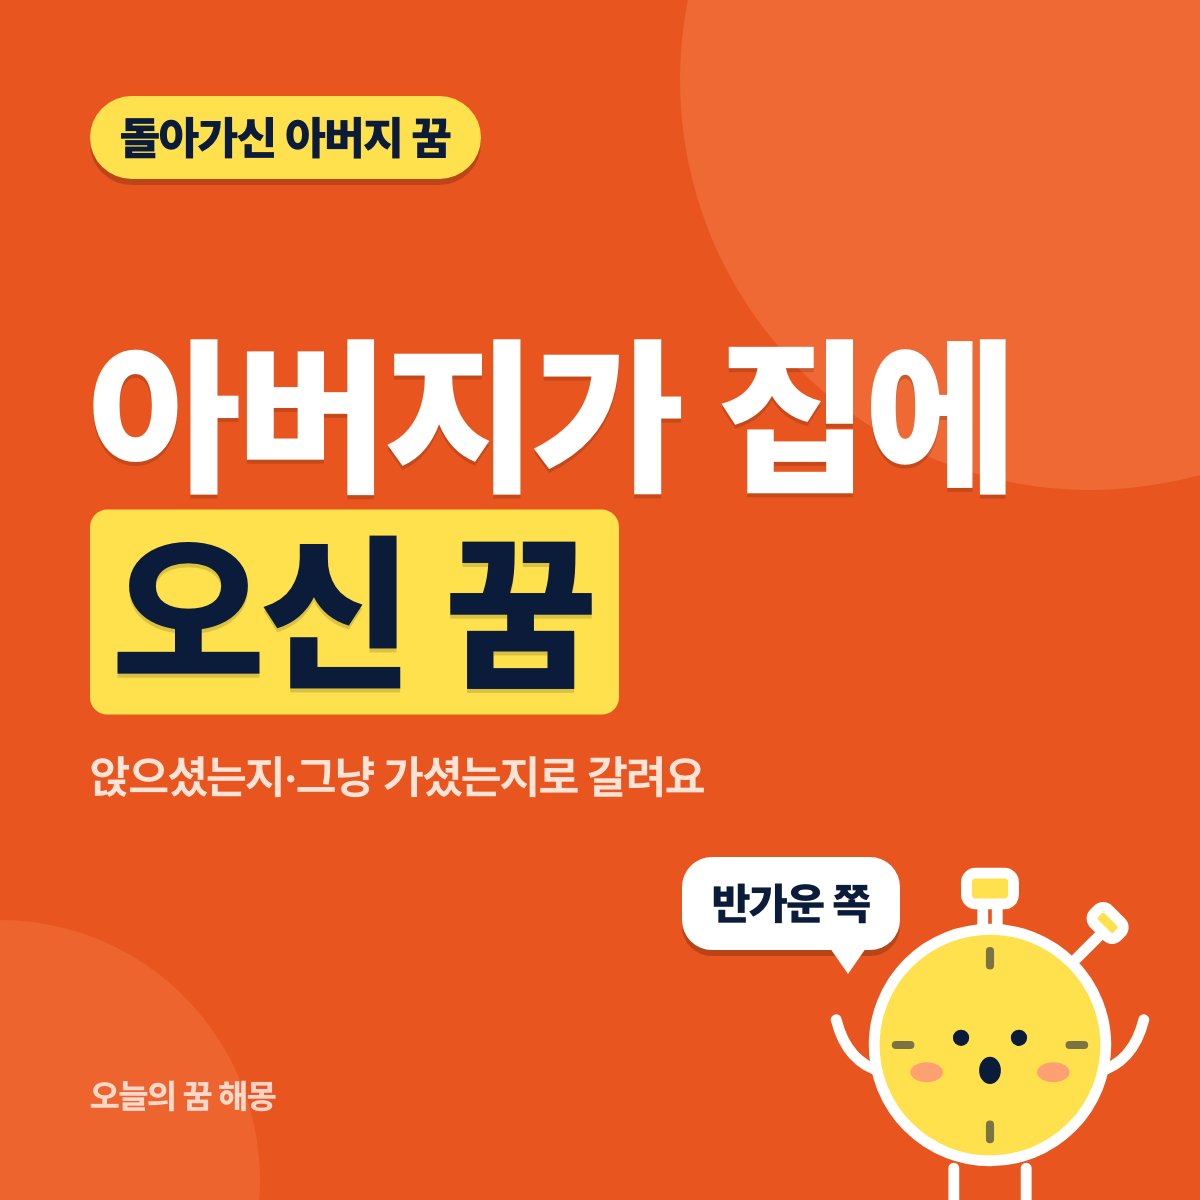 돌아가신 아버지 꿈
아버지가 집에
오신 꿈
앉으셨는지·그냥 가셨는지로 갈려요
반가운 쪽
오늘의 꿈 해몽